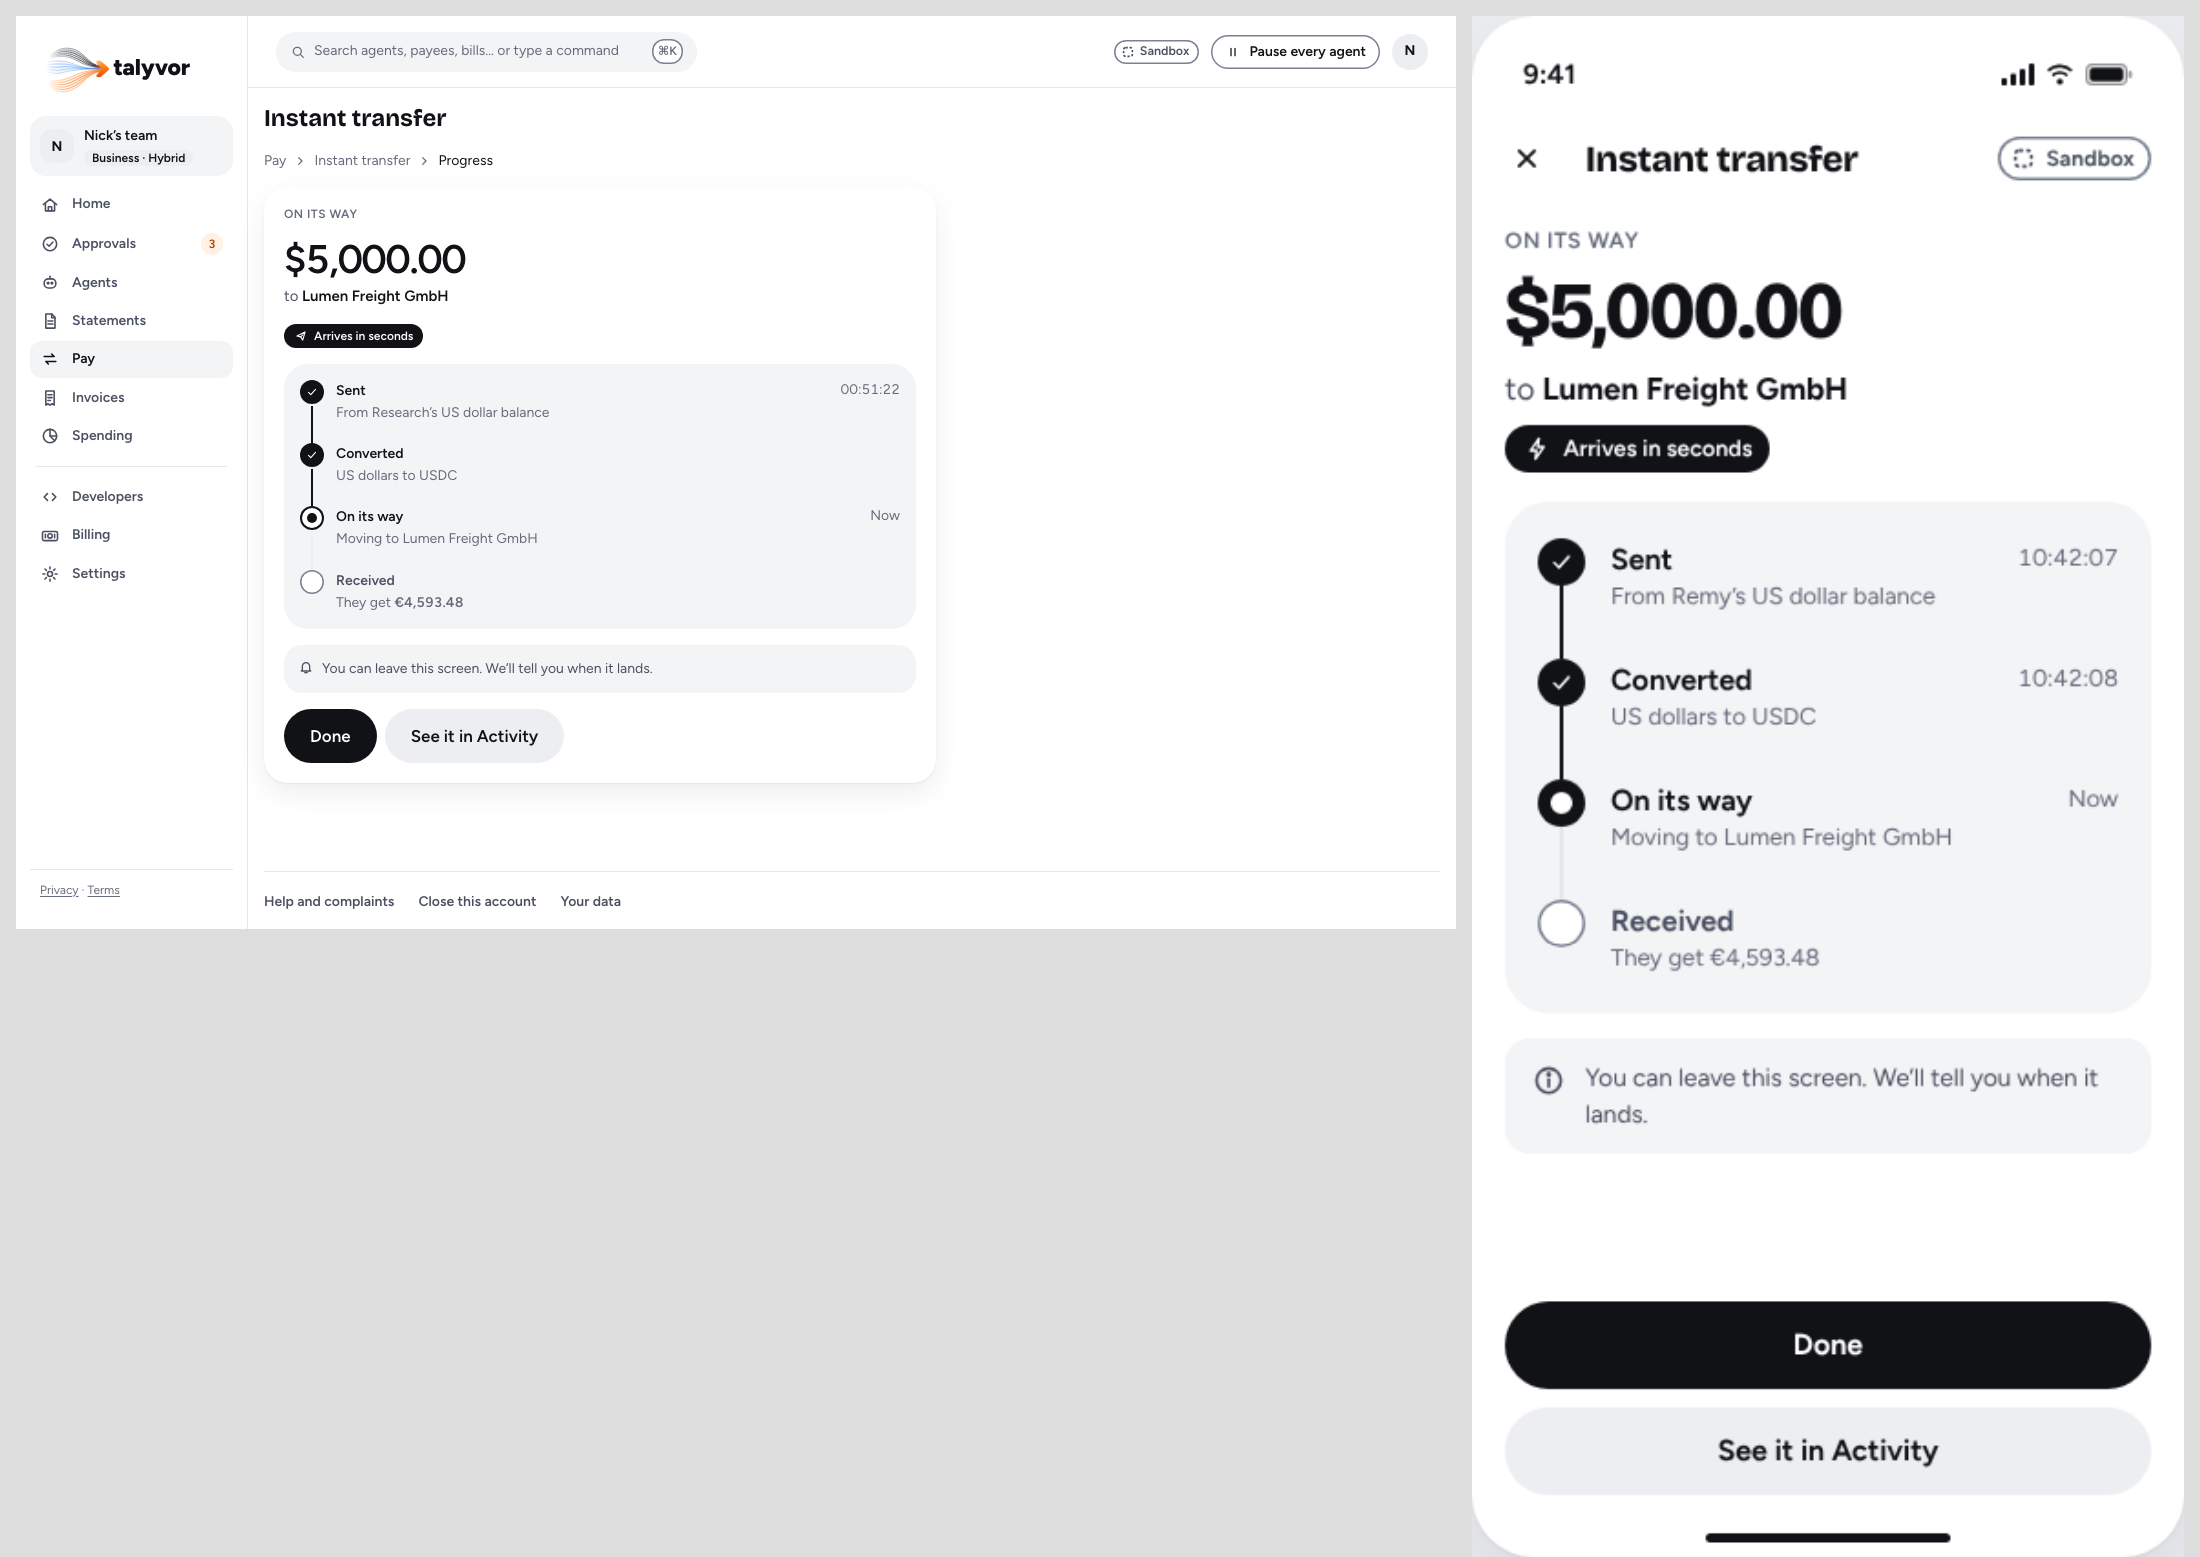 talyvor
N
Nick's team
Business · Hybrid
Home
Approvals
3
Agents
Statements
Pay
Invoices
Spending
Developers
Billing
Settings
Privacy · Terms
Search agents, payees, bills... or type a command
⌘K
Sandbox
Pause every agent
N
Instant transfer
Pay > Instant transfer > Progress
ON ITS WAY
$5,000.00
to Lumen Freight GmbH
Arrives in seconds
Sent
00:51:22
From Research's US dollar balance
Converted
US dollars to USDC
On its way
Now
Moving to Lumen Freight GmbH
Received
They get €4,593.48
You can leave this screen. We'll tell you when it lands.
Done
See it in Activity
Help and complaints
Close this account
Your data
9:41
Instant transfer
Sandbox
ON ITS WAY
$5,000.00
to Lumen Freight GmbH
Arrives in seconds
Sent
10:42:07
From Remy's US dollar balance
Converted
10:42:08
US dollars to USDC
On its way
Now
Moving to Lumen Freight GmbH
Received
They get €4,593.48
You can leave this screen. We'll tell you when it
lands.
Done
See it in Activity